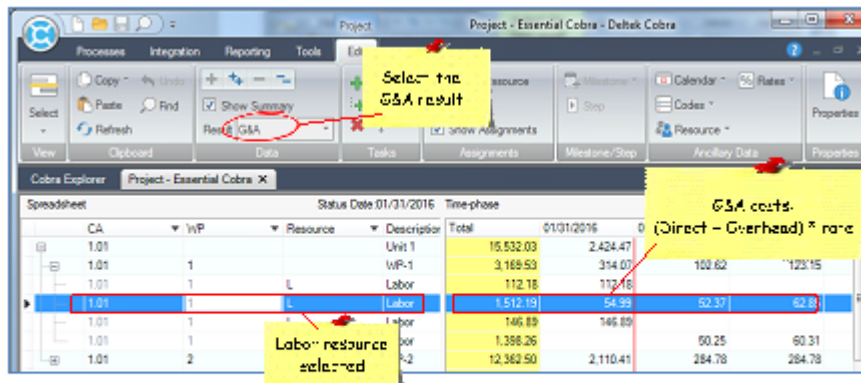 Project
Project - Essential Cobra - Deltek Cobra
Processes Integration Reporting Tools
Copy Undo
Select
Paste Find
Refresh
View Clipboard
Show Summary
Result G&A
Data
Select the
G&A result
Tasks
Show Assignments
Assignments
Milestone
Step
Milestone/Step
Calendar Rates
Codes
Resource
Ancillary Data
Properties
Properties
Cobra Explorer Project - Essential Cobra X
Spreadsheet Status Date:01/31/2016 Time-phase
CA WP Resource Description Total 01/31/2016
G&A costs.
(Direct + Overhead) * rate
1.01 Unit 1 15,532.03 2,424.47
1.01 1 WP-1 3,169.53 314.07 102.62 123.15
1.01 1 L Labor 112.18 112.18
1.01 1 L Labor 1,512.19 54.99 52.37 62.85
1.01 1 Labor 146.89 146.89
1.01 1 1,398.26 50.25 60.31
1.01 2 12,362.50 2,110.41 284.78 284.78
Labor resource
selected